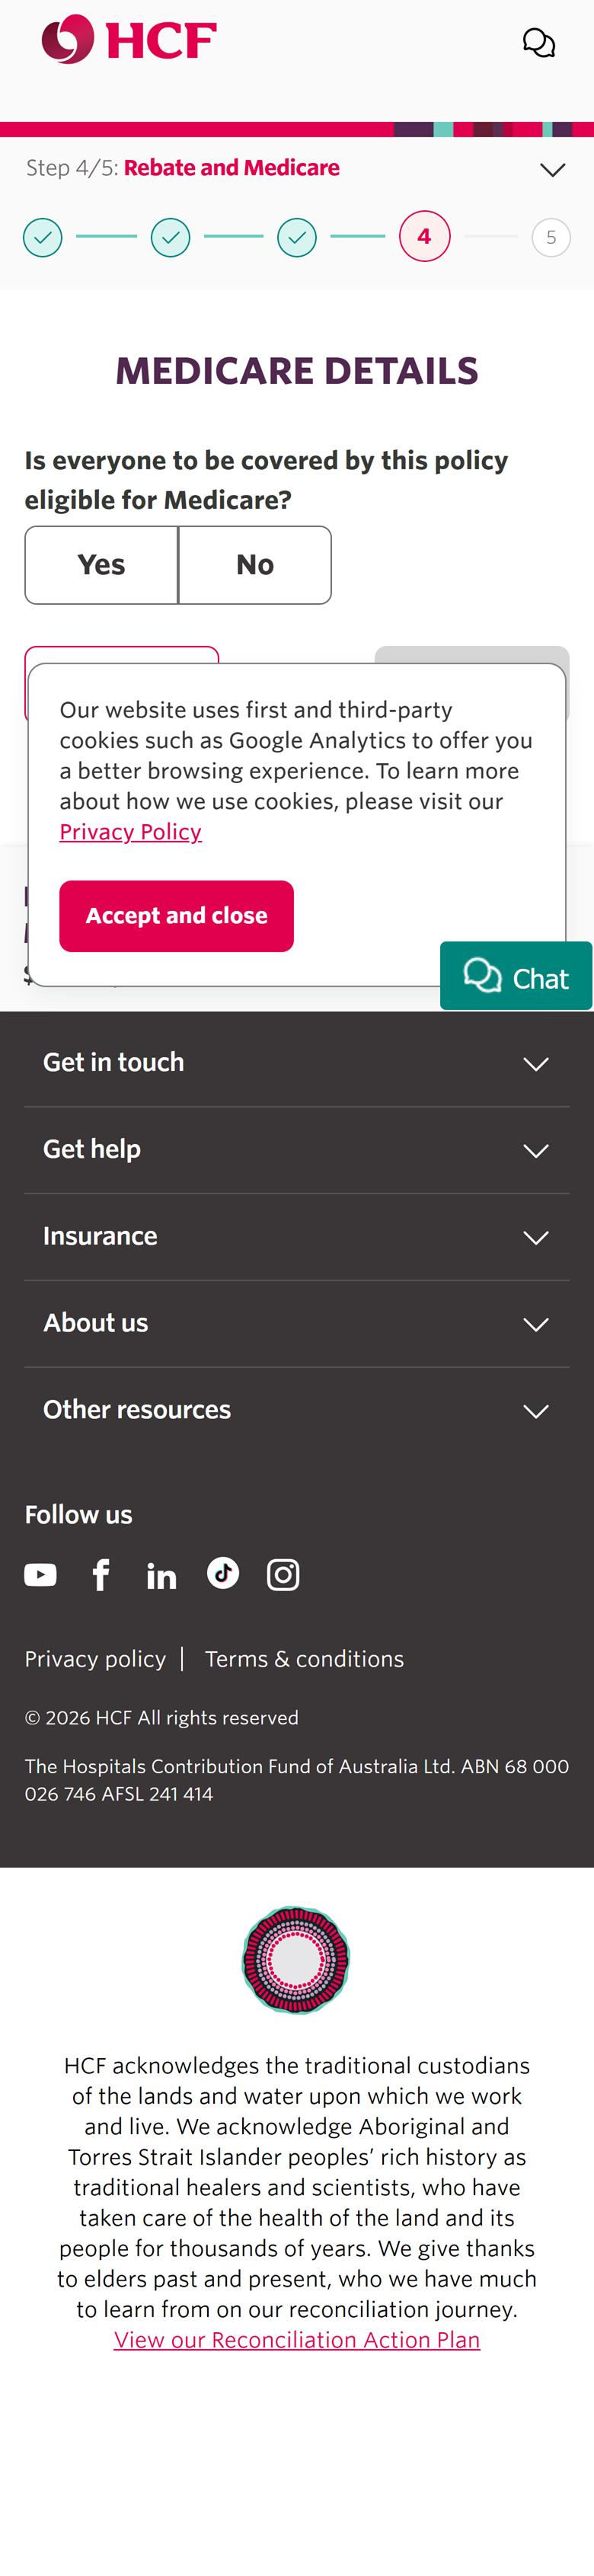 HCF
Step 4/5: Rebate and Medicare
4
5
MEDICARE DETAILS
Is everyone to be covered by this policy
eligible for Medicare?
Yes
No
Our website uses first and third-party
cookies such as Google Analytics to offer you
a better browsing experience. To learn more
about how we use cookies, please visit our
Privacy Policy
Accept and close
Chat
Get in touch
Get help
Insurance
About us
Other resources
Follow us
Privacy policy
Terms & conditions
© 2026 HCF All rights reserved
The Hospitals Contribution Fund of Australia Ltd. ABN 68 000
026 746 AFSL 241 414
HCF acknowledges the traditional custodians
of the lands and water upon which we work
and live. We acknowledge Aboriginal and
Torres Strait Islander peoples’ rich history as
traditional healers and scientists, who have
taken care of the health of the land and its
people for thousands of years. We give thanks
to elders past and present, who we have much
to learn from on our reconciliation journey.
View our Reconciliation Action Plan